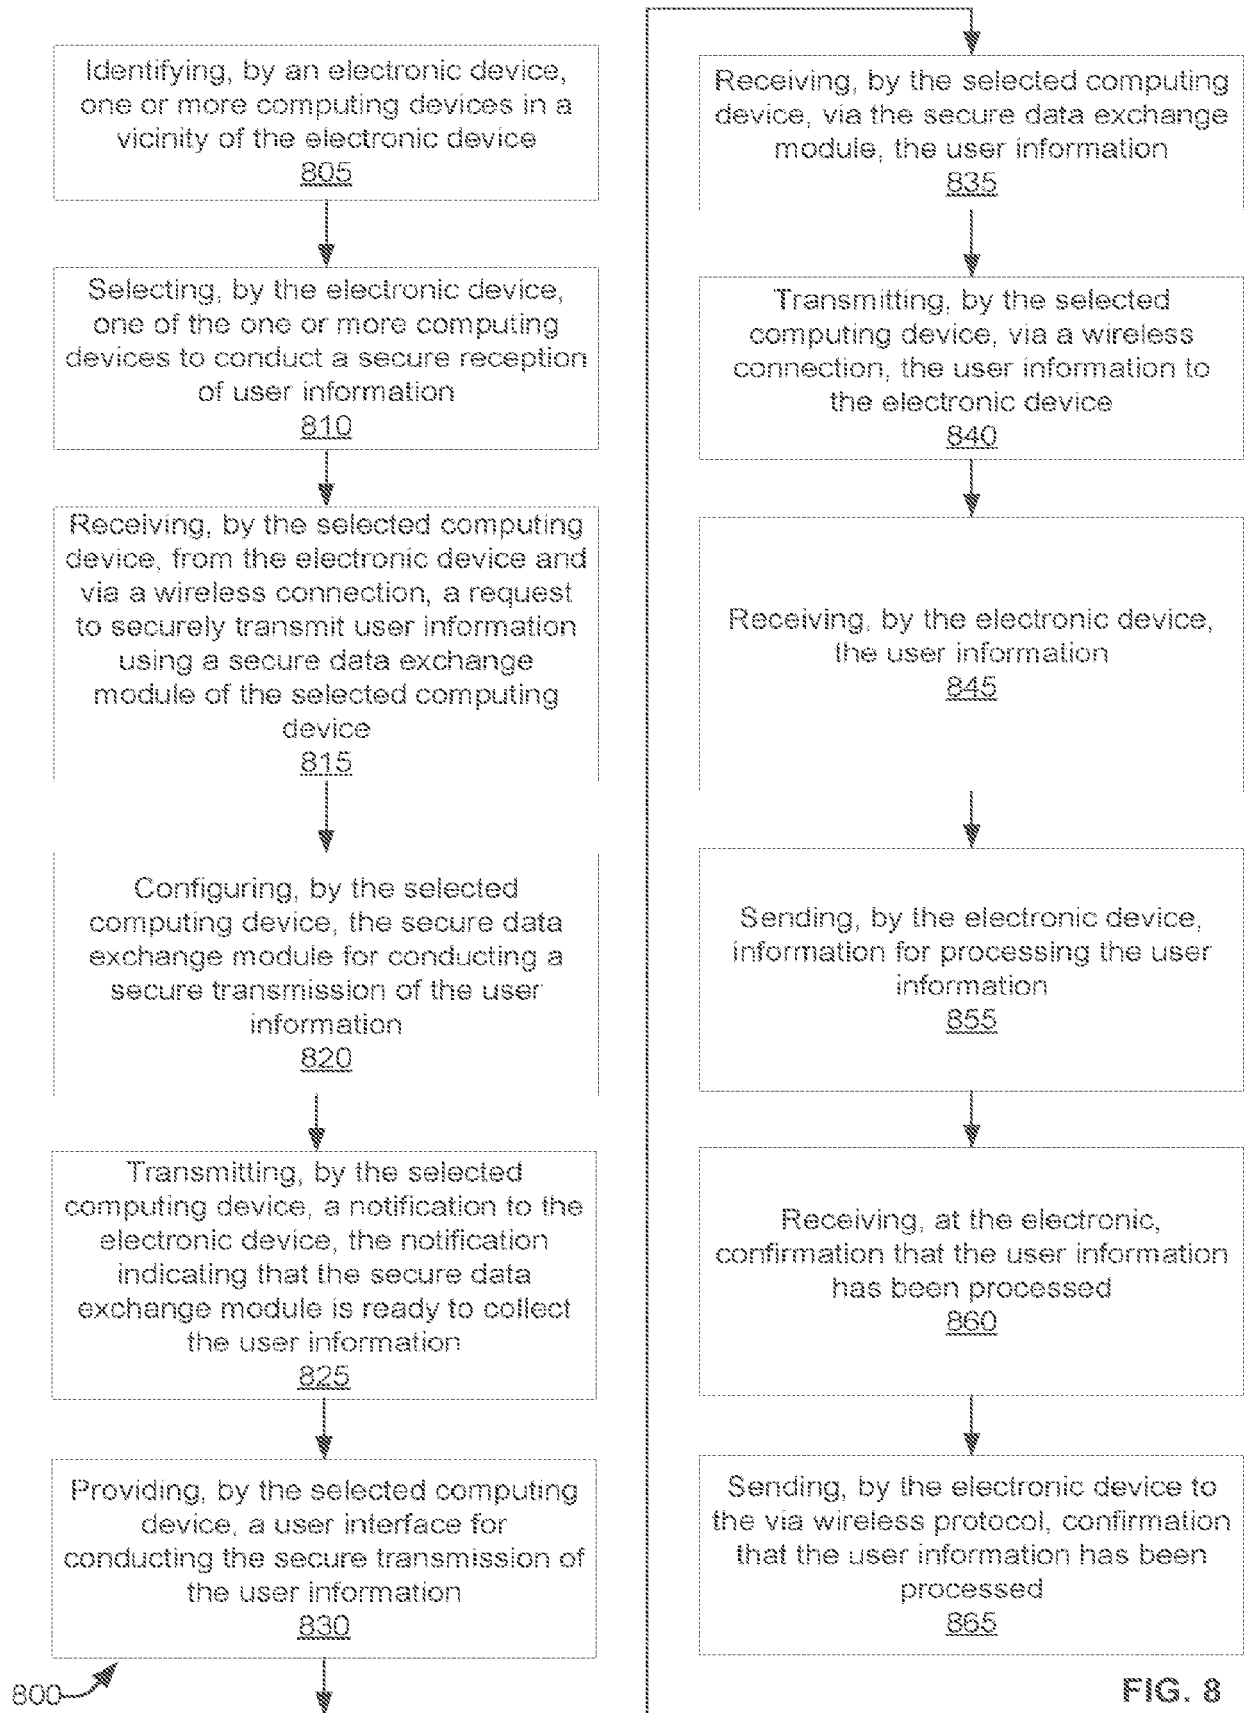 Identifying, by an electronic device,
one or more computing devices in a
vicinity of the electronic device
805
Selecting, by the electronic device,
one of the one or more computing
devices to conduct a secure reception
of user information
810
Receiving, by the selected computing
device, from the electronic device and
via a wireless connection, a request
to securely transmit user information
using a secure data exchange
module of the selected computing
device
815
Configuring, by the selected
computing device, the secure data
exchange module for conducting a
secure transmission of the user
information
820
Transmitting, by the selected
computing device, a notification to the
electronic device, the notification
indicating that the secure data
exchange module is ready to collect
the user information
825
Providing, by the selected computing
device, a user interface for
conducting the secure transmission of
the user information
830
800
Receiving, by the selected computing
device, via the secure data exchange
module, the user information
835
Transmitting, by the selected
computing device, via a wireless
connection, the user information to
the electronic device
840
Receiving, by the electronic device,
the user information
845
Sending, by the electronic device,
information for processing the user
information
855
Receiving, at the electronic,
confirmation that the user information
has been processed
860
Sending, by the electronic device to
the via wireless protocol, confirmation
that the user information has been
processed
865
FIG. 8